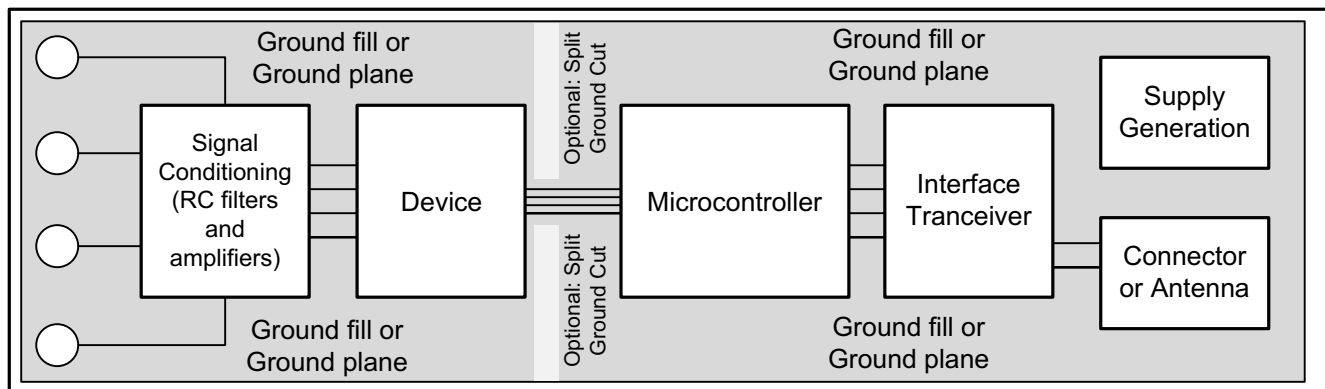 Ground fill or
Ground plane
Optional: Split
Ground Cut
Ground fill or
Ground plane
Supply
Generation
Signal
Conditioning
(RC filters
and
amplifiers)
Device
Microcontroller
Interface
Tranceiver
Connector
or Antenna
Ground fill or
Ground plane
Optional: Split
Ground Cut
Ground fill or
Ground plane